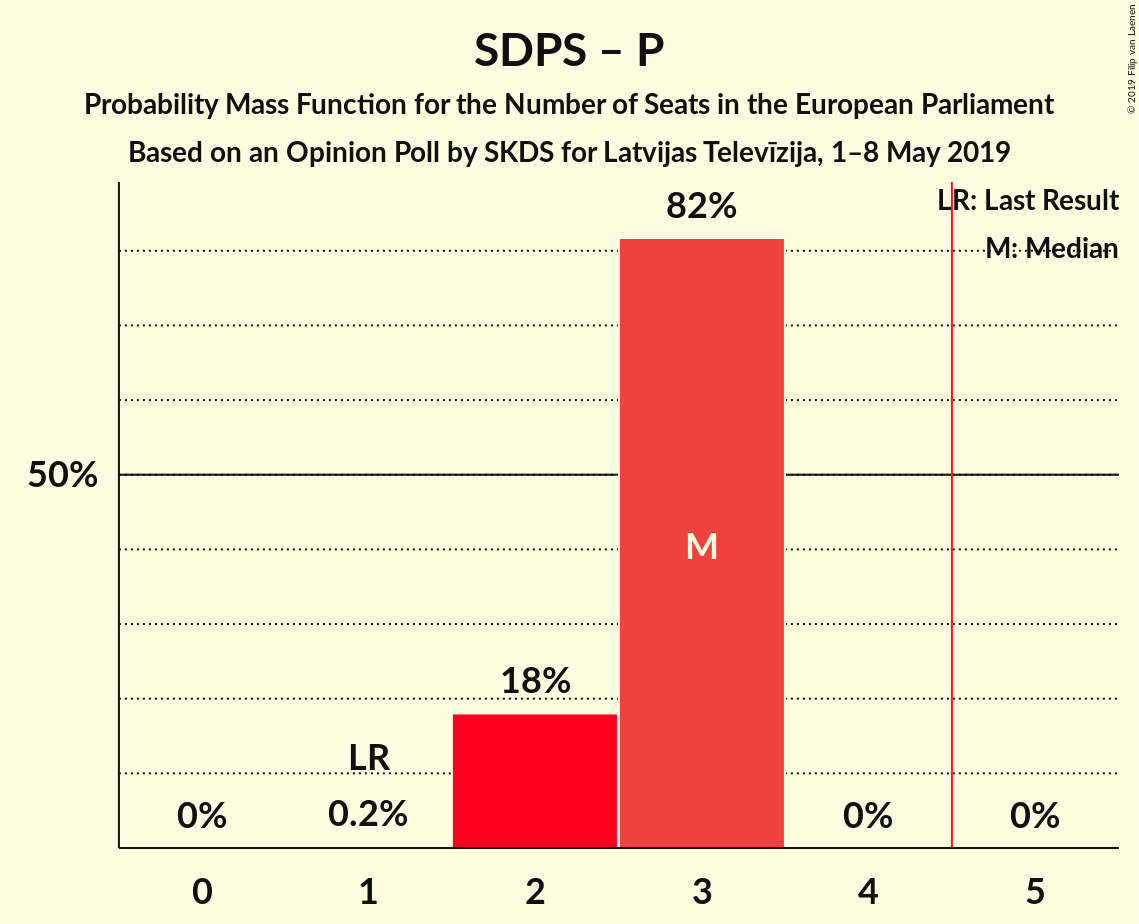 SDPS – P
Probability Mass Function for the Number of Seats in the European Parliament
Based on an Opinion Poll by SKDS for Latvijas Televīzija, 1–8 May 2019
© 2019 Filip van Laenen
LR: Last Result
M: Median
82%
50%
M
18%
LR
0%
0.2%
0%
0%
0
1
2
3
4
5